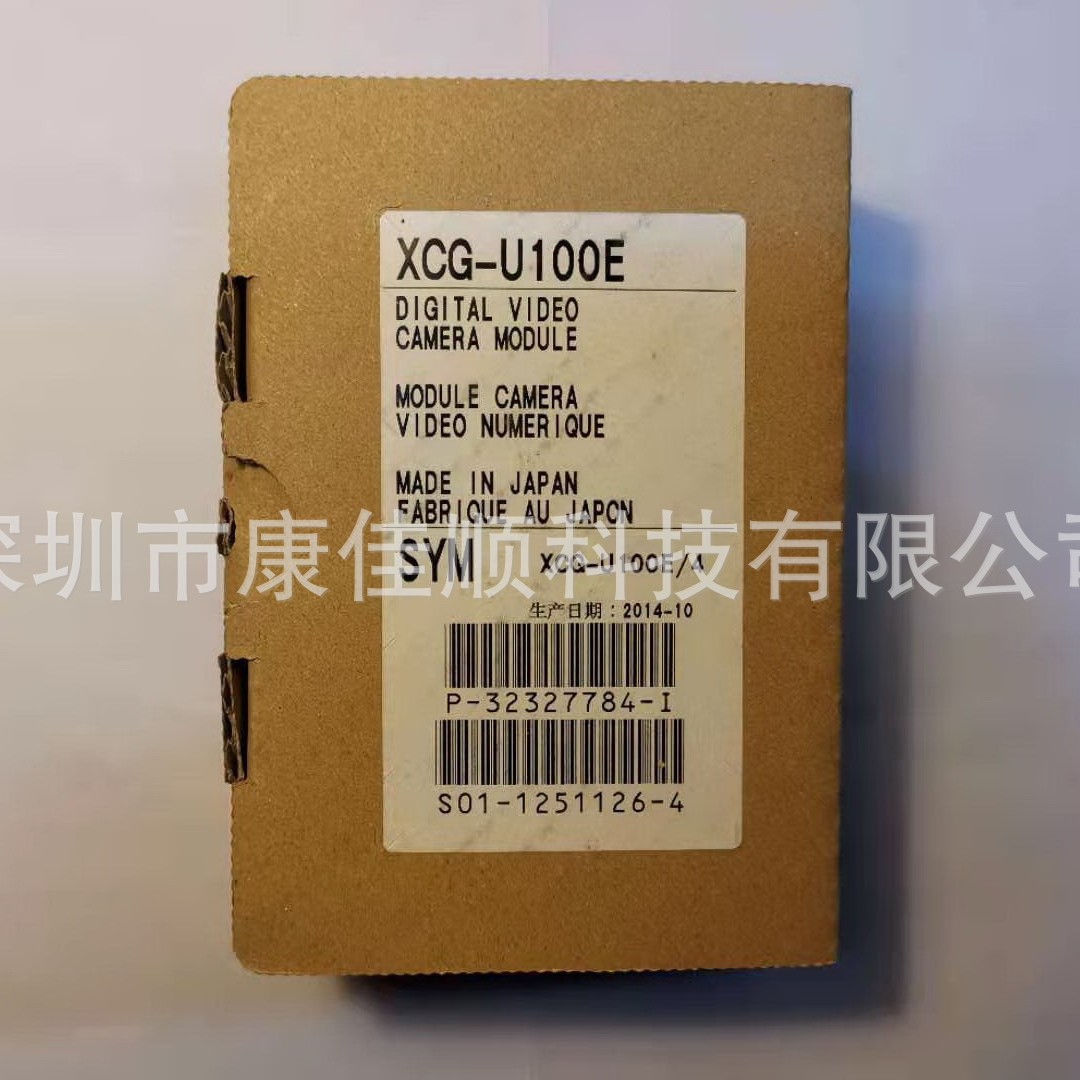 XCG-U100E
DIGITAL VIDEO
CAMERA MODULE
MODULE CAMERA
VIDEO NUMERIQUE
MADE IN JAPAN
FABRIQUE AU JAPON
深圳市康佳顺科技有限公司
SYM XCG-U100E/4
生产日期：2014-10
P-32327784-I
S01-1251126-4